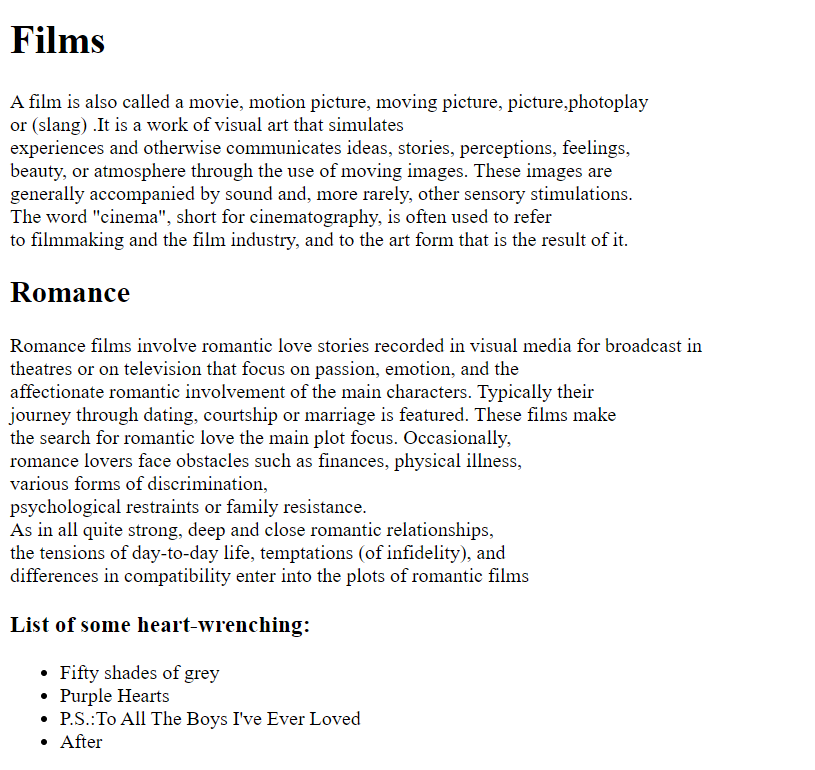 Films
A film is also called a movie, motion picture, moving picture, picture,photoplay
or (slang) .It is a work of visual art that simulates
experiences and otherwise communicates ideas, stories, perceptions, feelings,
beauty, or atmosphere through the use of moving images. These images are
generally accompanied by sound and, more rarely, other sensory stimulations.
The word "cinema", short for cinematography, is often used to refer
to filmmaking and the film industry, and to the art form that is the result of it.
Romance
Romance films involve romantic love stories recorded in visual media for broadcast in
theatres or on television that focus on passion, emotion, and the
affectionate romantic involvement of the main characters. Typically their
journey through dating, courtship or marriage is featured. These films make
the search for romantic love the main plot focus. Occasionally,
romance lovers face obstacles such as finances, physical illness,
various forms of discrimination,
psychological restraints or family resistance.
As in all quite strong, deep and close romantic relationships,
the tensions of day-to-day life, temptations (of infidelity), and
differences in compatibility enter into the plots of romantic films
List of some heart-wrenching:
• Fifty shades of grey
• Purple Hearts
• P.S.:To All The Boys I've Ever Loved
• After